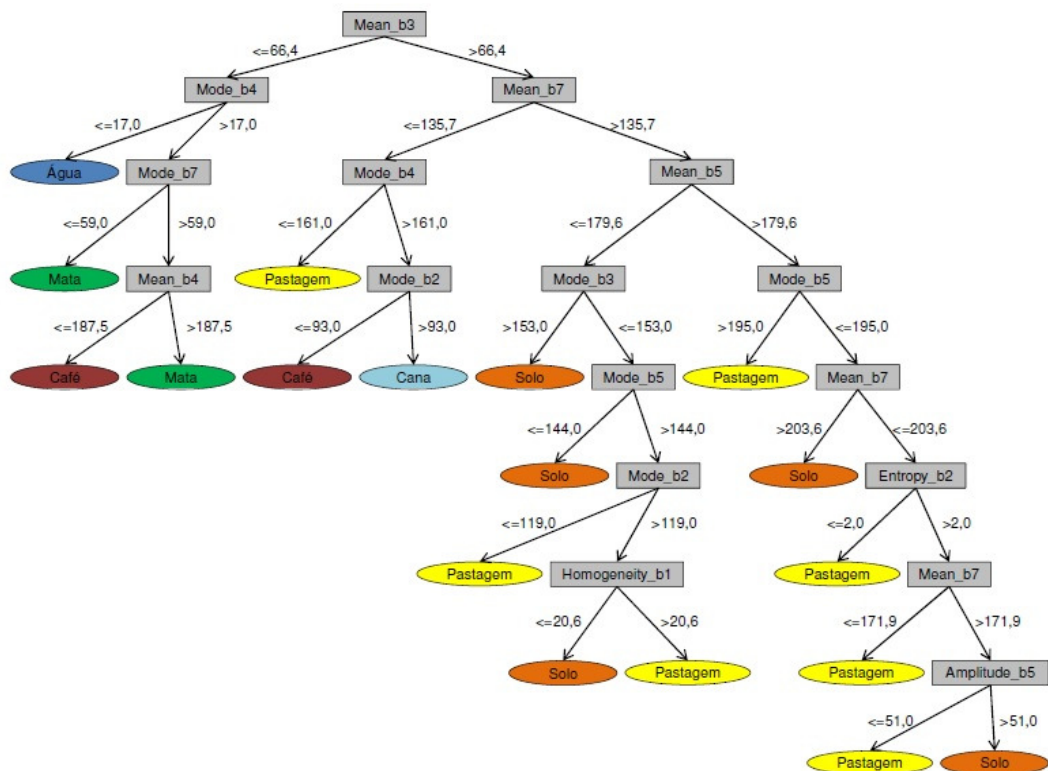 Mean_b3
<=66,4 >66,4
Mode_b4 Mean_b7
<=17,0 >17,0 <=135,7 >135,7
Água Mode_b7 Mode_b4 Mean_b5
<=59,0 >59,0 <=161,0 >161,0 <=179,6 >179,6
Mata Mean_b4 Pastagem Mode_b2 Mode_b3 Mode_b5
<=187,5 >187,5 <=93,0 >93,0 >153,0 <=153,0 >195,0 <=195,0
Café Mata Café Cana Solo Mode_b5 Pastagem Mean_b7
<=144,0 >144,0 >203,6 <=203,6
Solo Mode_b2 Solo Entropy_b2
<=119,0 >119,0 <=2,0 >2,0
Pastagem Homogeneity_b1 Pastagem Mean_b7
<=20,6 >20,6 <=171,9 >171,9
Solo Pastagem Pastagem Amplitude_b5
<=51,0 >51,0
Pastagem Solo